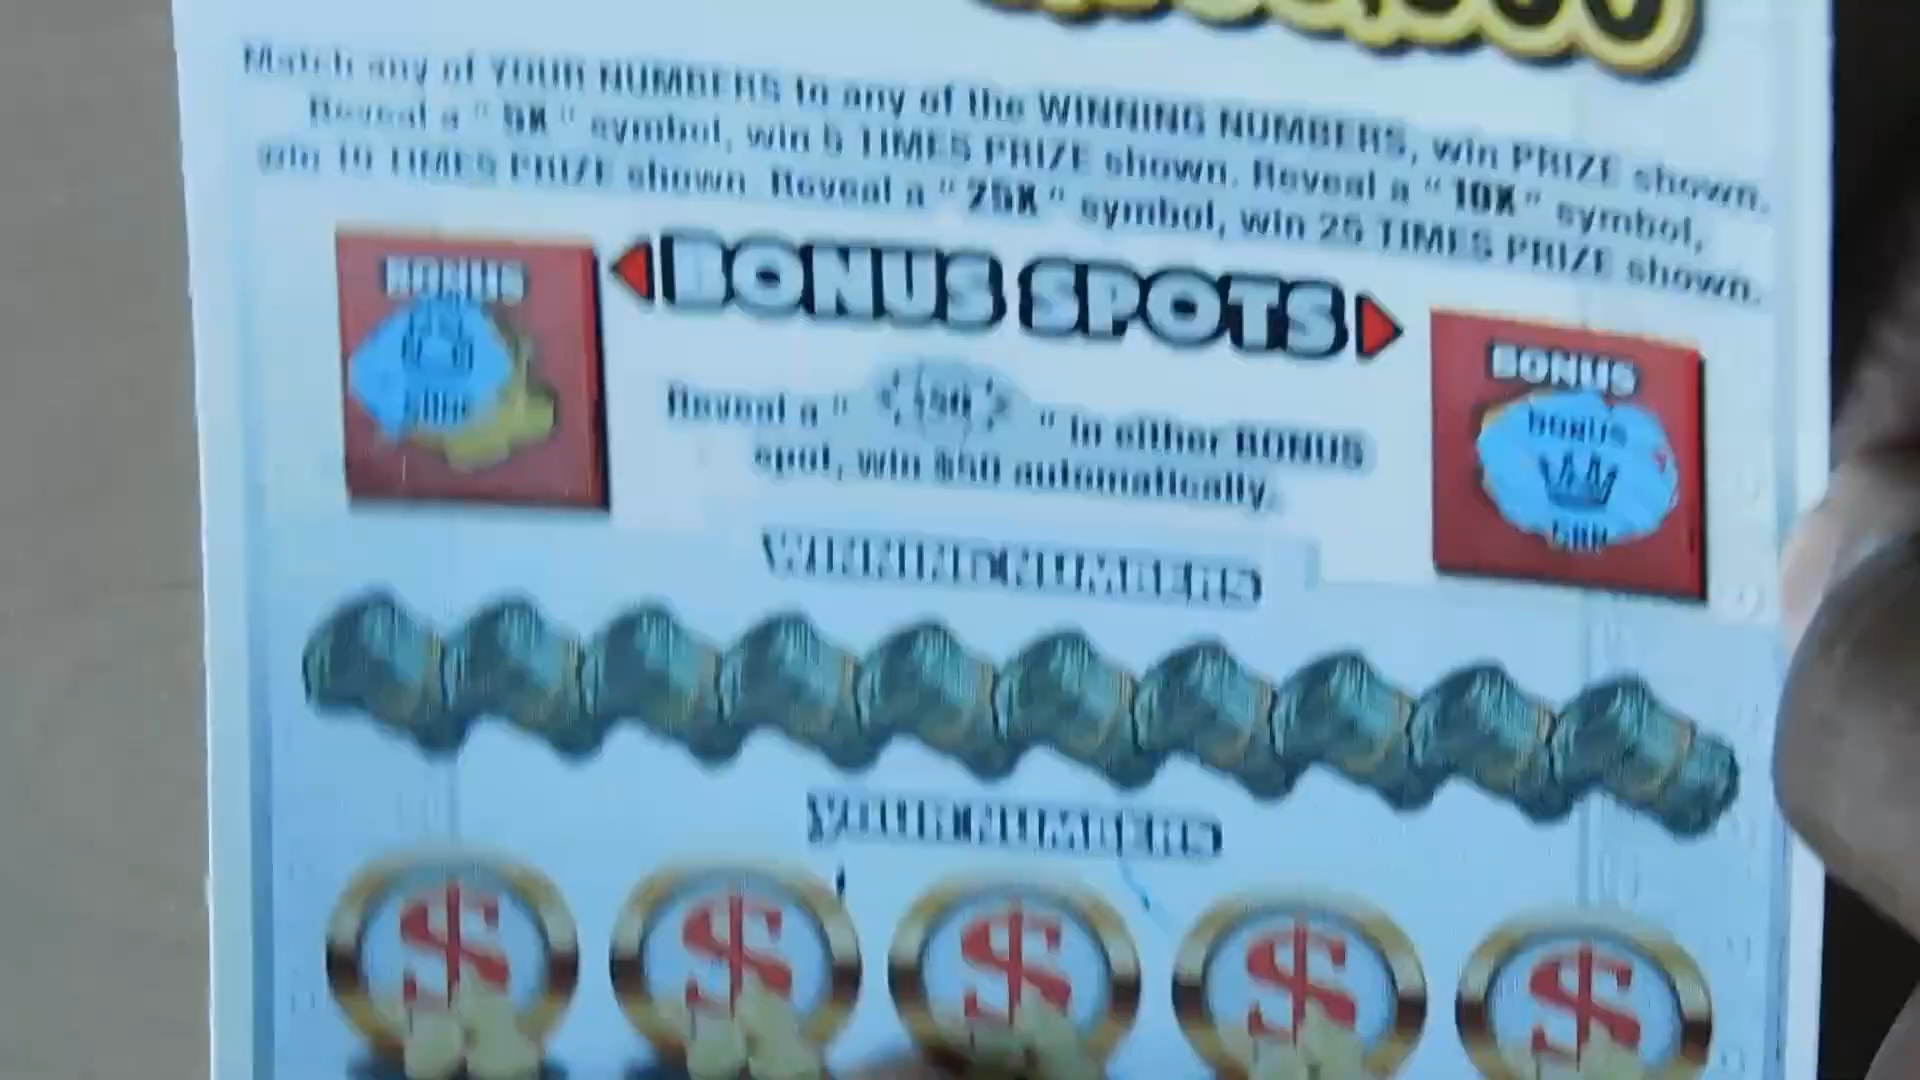 Match any of YOUR NUMBERS to any of the WINNING NUMBERS, win PRIZE shown.
Reveal a "5X" symbol, win 5 TIMES PRIZE shown. Reveal a "10X" symbol,
win 10 TIMES PRIZE shown. Reveal a "25X" symbol, win 25 TIMES PRIZE shown.
BONUS
BONUS SPOTS
BONUS
Reveal a " $50 " in either BONUS
spot, win $50 automatically.
BONUS
WINNING NUMBERS
YOUR NUMBERS
$ $ $ $ $